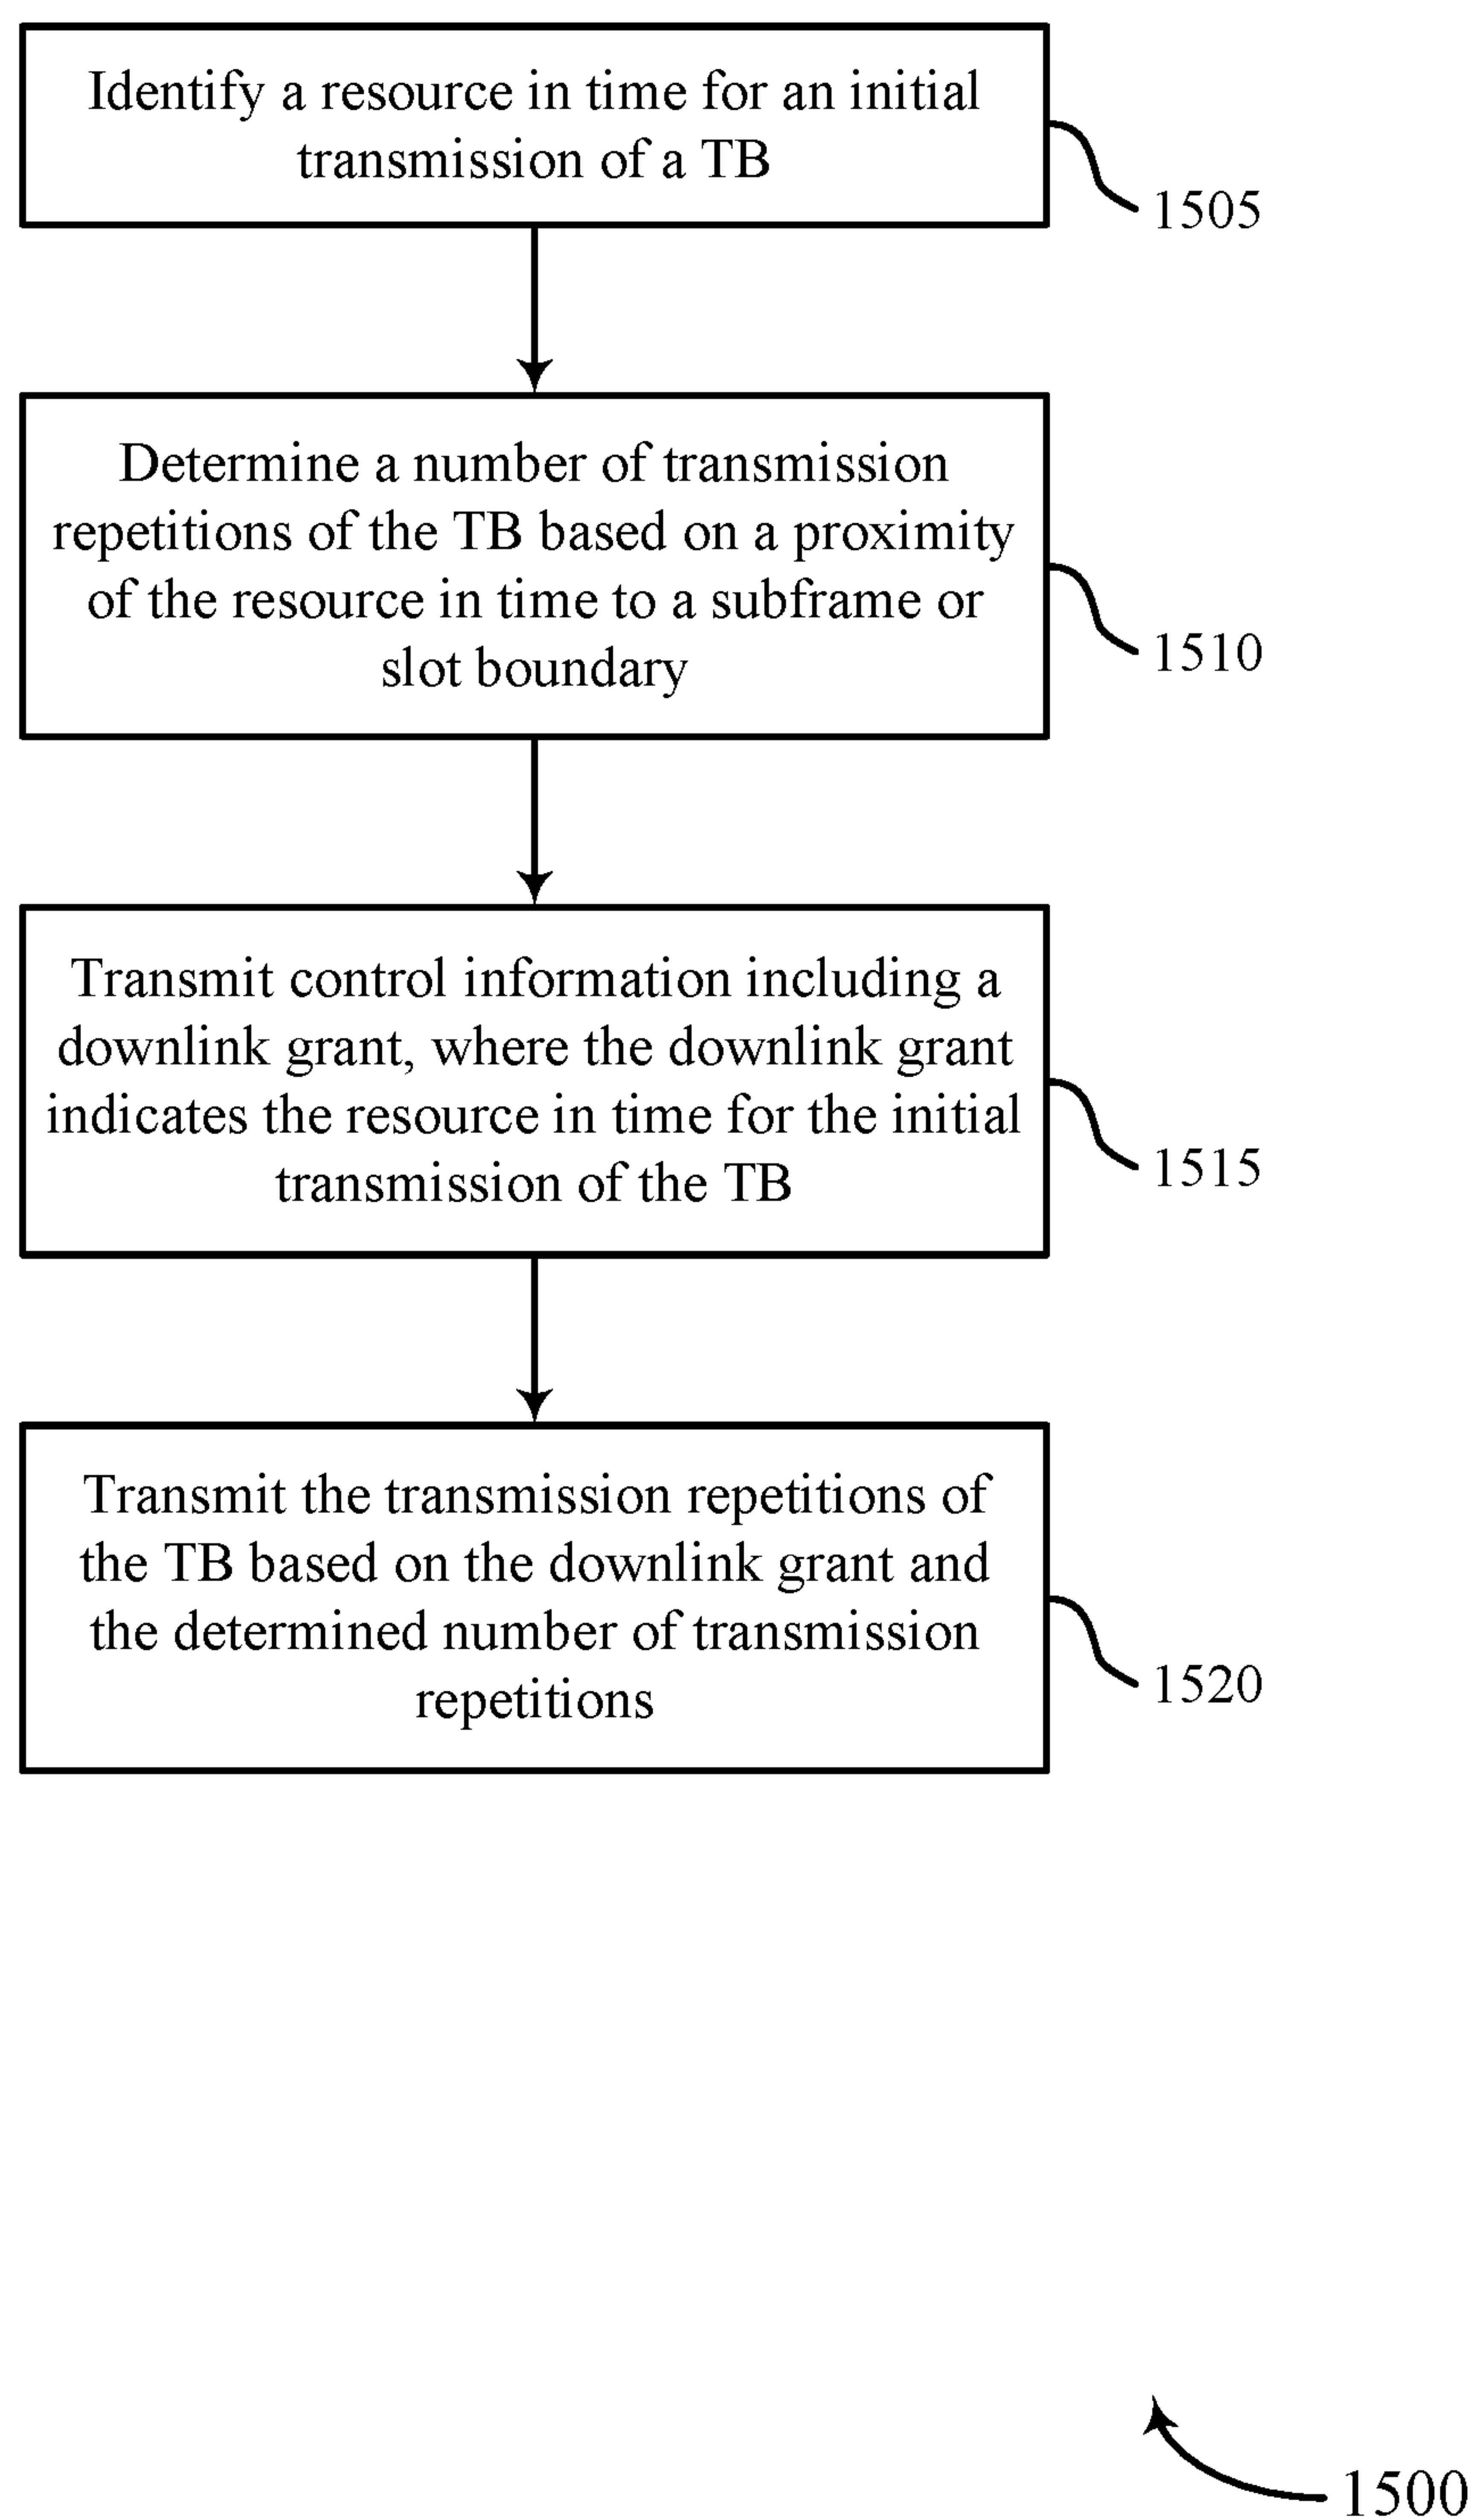 Identify a resource in time for an initial
transmission of a TB
1505
Determine a number of transmission
repetitions of the TB based on a proximity
of the resource in time to a subframe or
slot boundary
1510
Transmit control information including a
downlink grant, where the downlink grant
indicates the resource in time for the initial
transmission of the TB
1515
Transmit the transmission repetitions of
the TB based on the downlink grant and
the determined number of transmission
repetitions
1520
1500